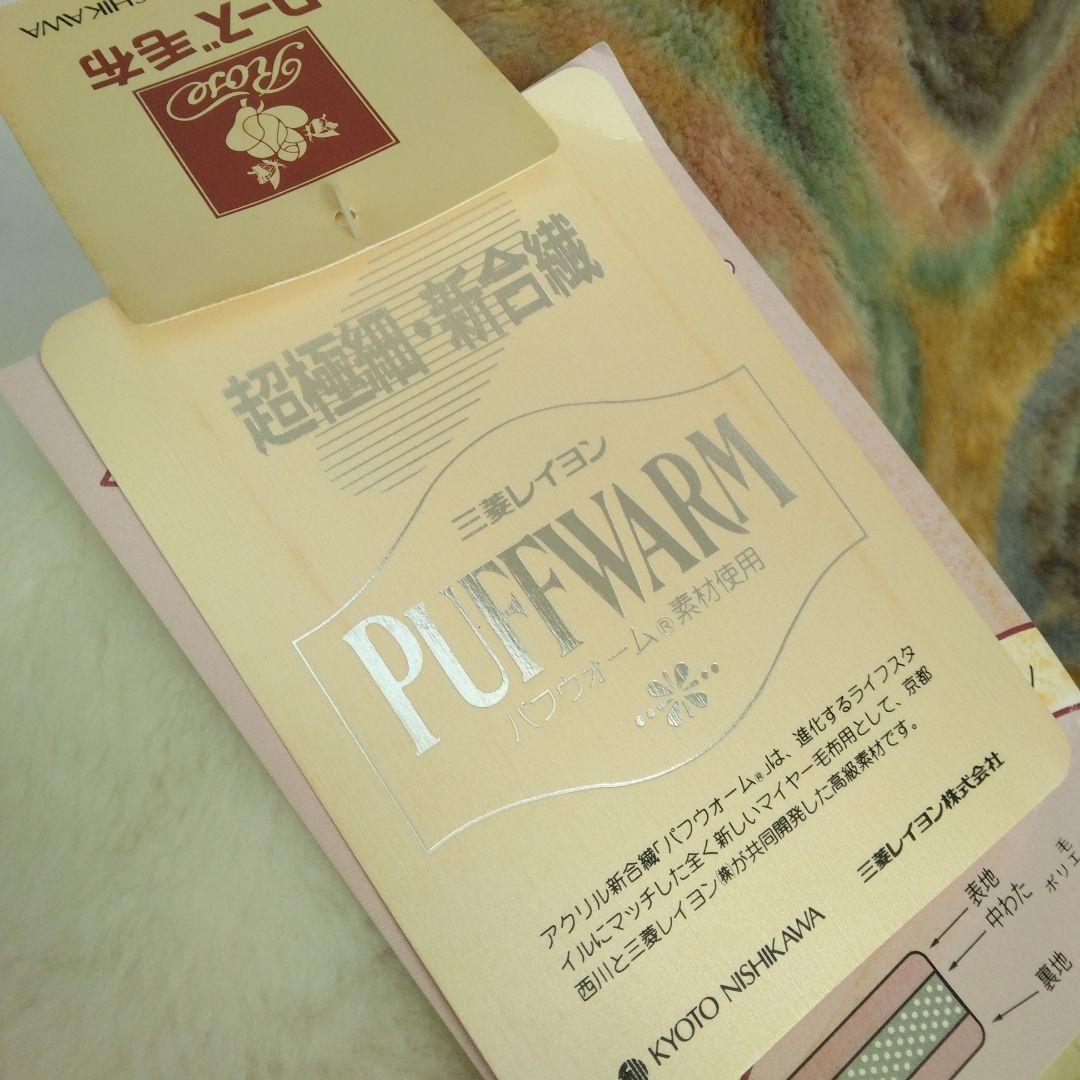 SHIKAWA
ローズ毛布
Rose
超極細・新合繊
三菱レイヨン
PUFFWARM
パフウォーム®素材使用
アクリル新合繊「パフウォーム®」は、進化するライフスタ
イルにマッチした全く新しいマイヤー毛布用として、京都
西川と三菱レイヨン㈱が共同開発した高級素材です。
三菱レイヨン株式会社
KYOTO NISHIKAWA
表地
毛
中わた
ポリエ
裏地